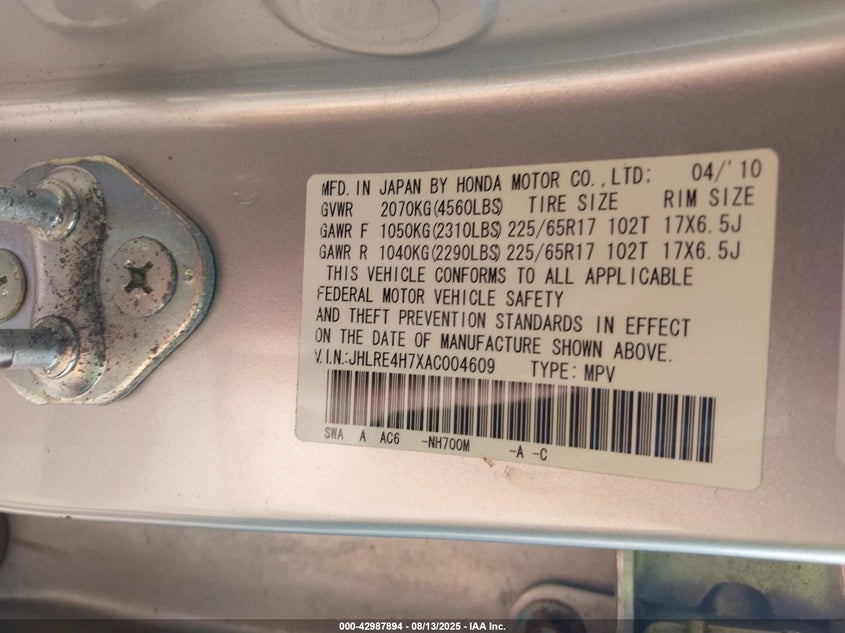 MFD. IN JAPAN BY HONDA MOTOR CO.,LTD: 04/'10
GVWR 2070KG(4560LBS) TIRE SIZE RIM SIZE
GAWR F 1050KG(2310LBS) 225/65R17 102T 17X6.5J
GAWR R 1040KG(2290LBS) 225/65R17 102T 17X6.5J
THIS VEHICLE CONFORMS TO ALL APPLICABLE
FEDERAL MOTOR VEHICLE SAFETY
AND THEFT PREVENTION STANDARDS IN EFFECT
ON THE DATE OF MANUFACTURE SHOWN ABOVE.
V.I.N.:JHLRE4H7XAC004609 TYPE: MPV
SWA A AC6 -NH700M -A -C
000-42987894 - 08/13/2025 - IAA Inc.